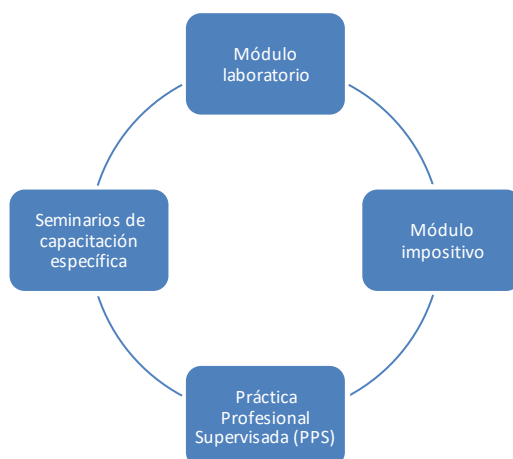 Módulo
laboratorio
Seminarios de
capacitación
específica
Módulo
impositivo
Práctica
Profesional
Supervisada (PPS)